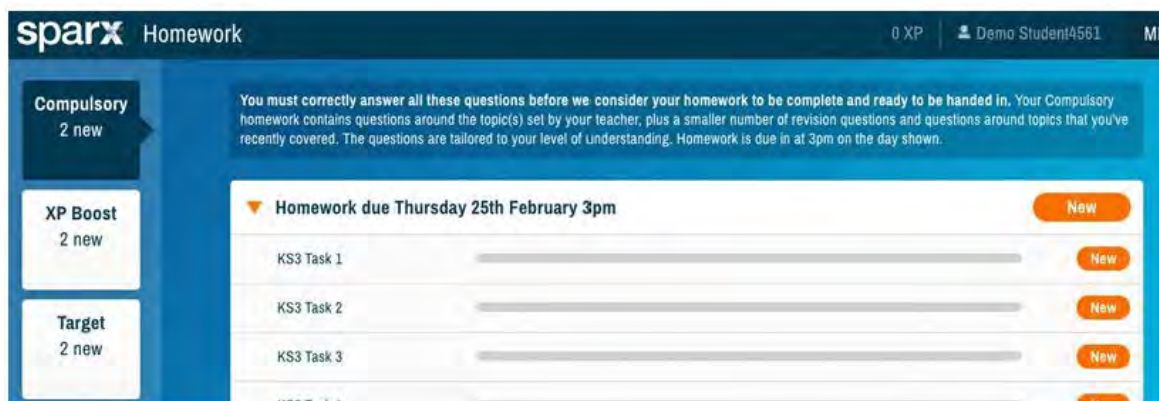 sparx Homework
0 XP
Demo Student4561
Compulsory
2 new
You must correctly answer all these questions before we consider your homework to be complete and ready to be handed in. Your Compulsory
homework contains questions around the topic(s) set by your teacher, plus a smaller number of revision questions and questions around topics that you've
recently covered. The questions are tailored to your level of understanding. Homework is due in at 3pm on the day shown.
XP Boost
2 new
Homework due Thursday 25th February 3pm
New
KS3 Task 1
New
KS3 Task 2
New
Target
2 new
KS3 Task 3
New